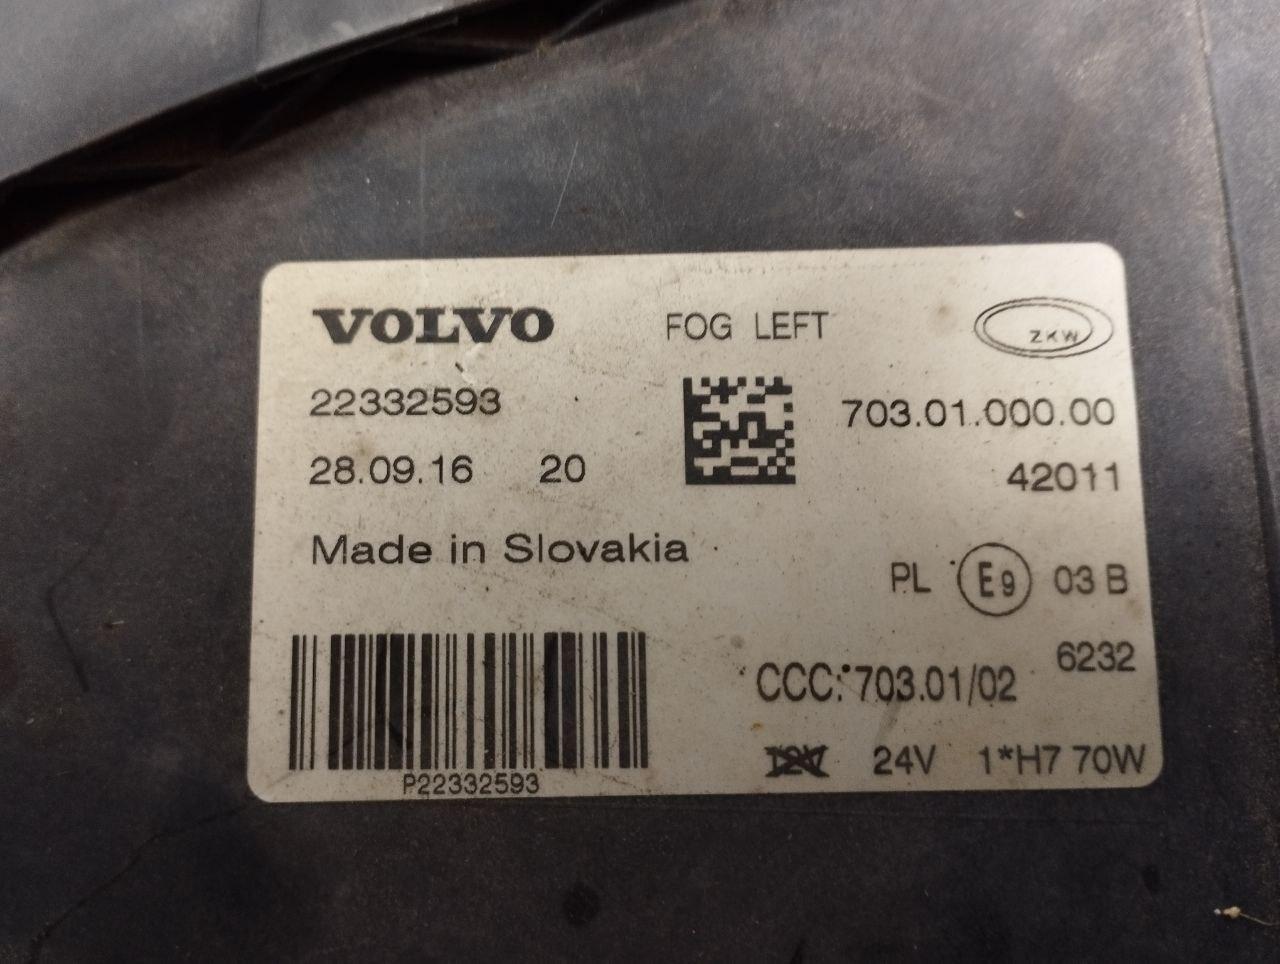 VOLVO FOG LEFT ZKW
22332593 703.01.000.00
28.09.16 20 42011
Made in Slovakia
PL E9 03 B
6232
CCC: 703.01/02
12V 24V 1*H7 70W
P22332593